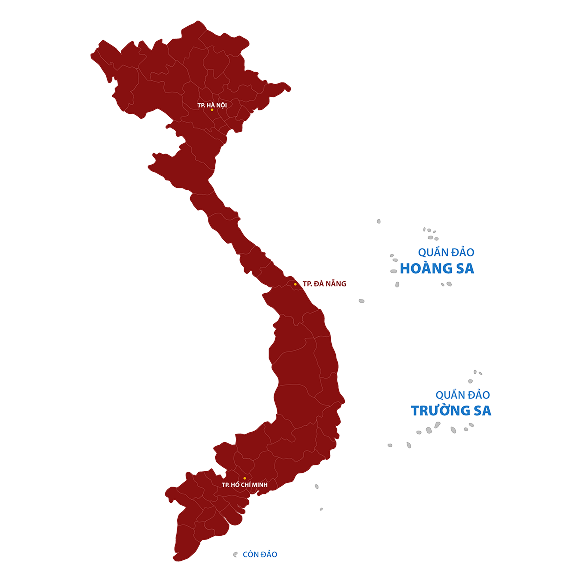 TP. HÀ NỘI
QUẦN ĐẢO
HOÀNG SA
TP. ĐÀ NẴNG
QUẦN ĐẢO
TRƯỜNG SA
TP. HỒ CHÍ MINH
CÔN ĐẢO